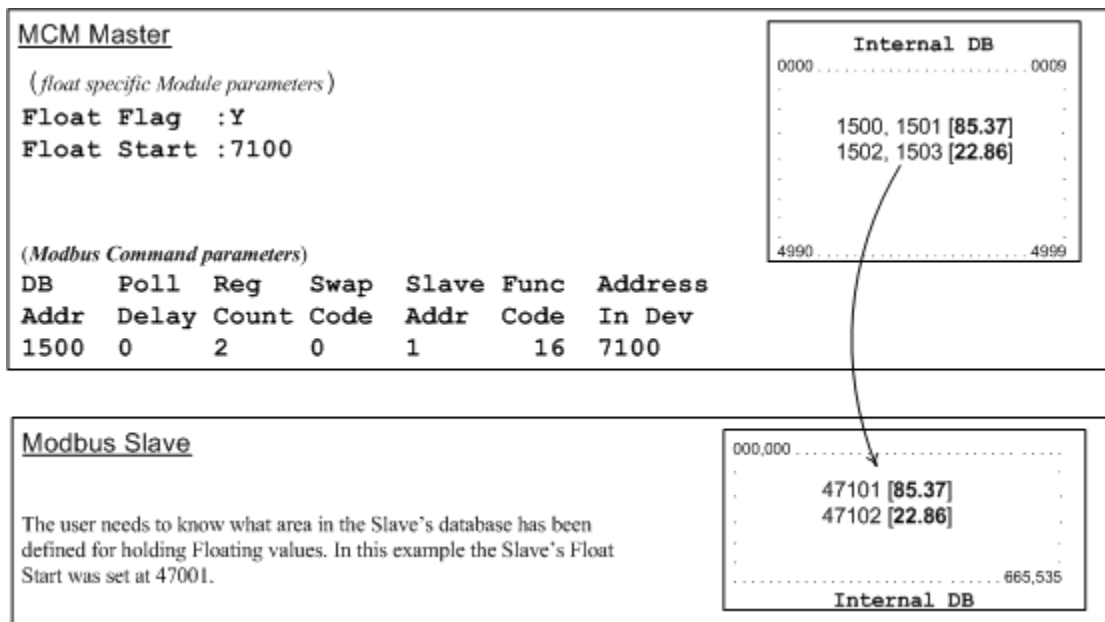 MCM Master
(float specific Module parameters)
Float Flag :Y
Float Start :7100
(Modbus Command parameters)
DB Poll Reg Swap Slave Func Address
Addr Delay Count Code Addr Code In Dev
1500 0 2 0 1 16 7100
Internal DB
0000 ........................ 0009
1500, 1501 [85.37]
1502, 1503 [22.86]
4990 ........................ 4999
Modbus Slave
The user needs to know what area in the Slave's database has been
defined for holding Floating values. In this example the Slave's Float
Start was set at 47001.
000,000 ........................
47101 [85.37]
47102 [22.86]
........................ 665,535
Internal DB